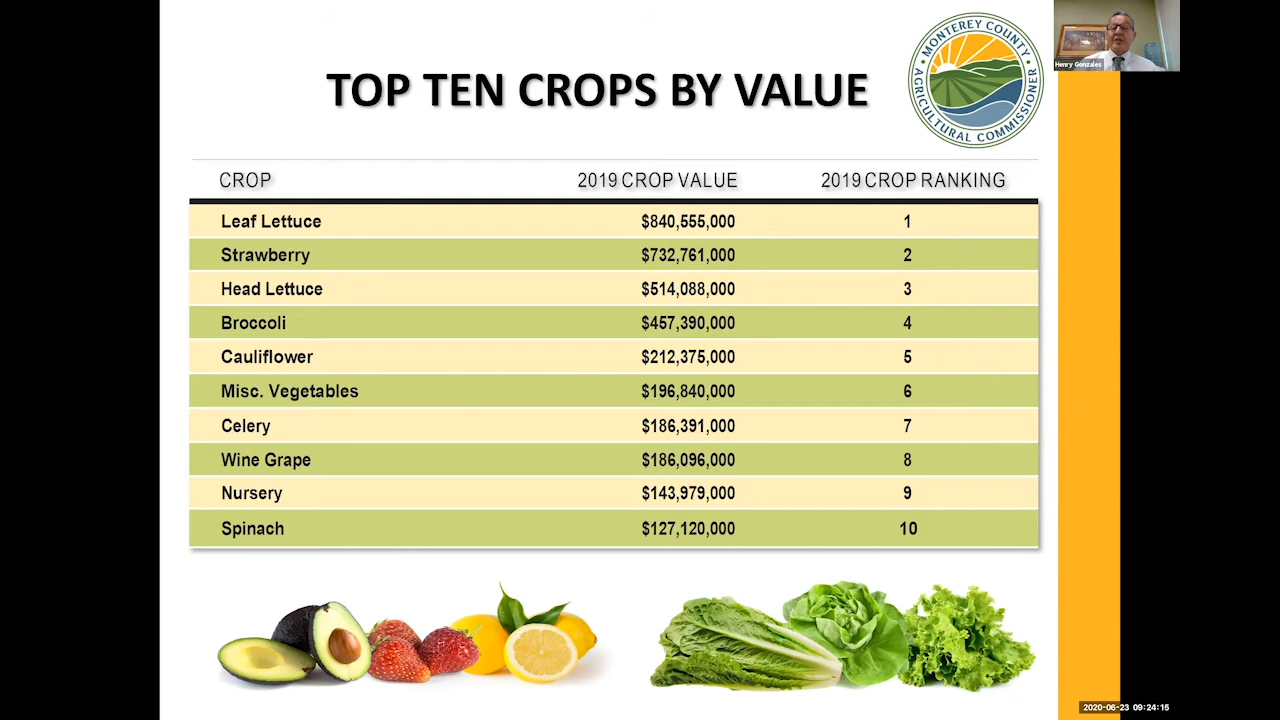 TOP TEN CROPS BY VALUE
MONTEREY COUNTY
AGRICULTURAL COMMISSIONER
Henry Gonzales
CROP 2019 CROP VALUE 2019 CROP RANKING
Leaf Lettuce $840,555,000 1
Strawberry $732,761,000 2
Head Lettuce $514,088,000 3
Broccoli $457,390,000 4
Cauliflower $212,375,000 5
Misc. Vegetables $196,840,000 6
Celery $186,391,000 7
Wine Grape $186,096,000 8
Nursery $143,979,000 9
Spinach $127,120,000 10
2020-06-23 09:24:15